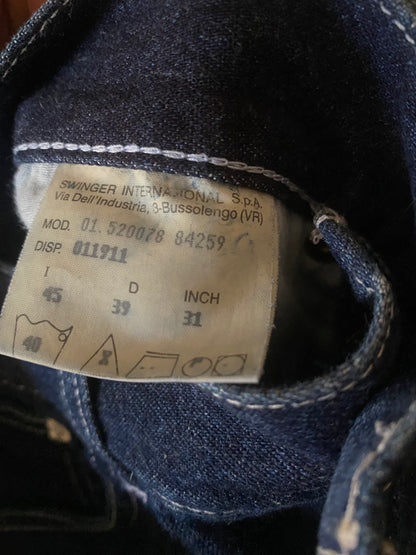 SWINGER INTERNATIONAL S.p.A.
Via Dell'Industria, 8-Bussolengo (VR)
MOD. 01.520078 84259
DISP. 011911
I D INCH
45 39 31
40